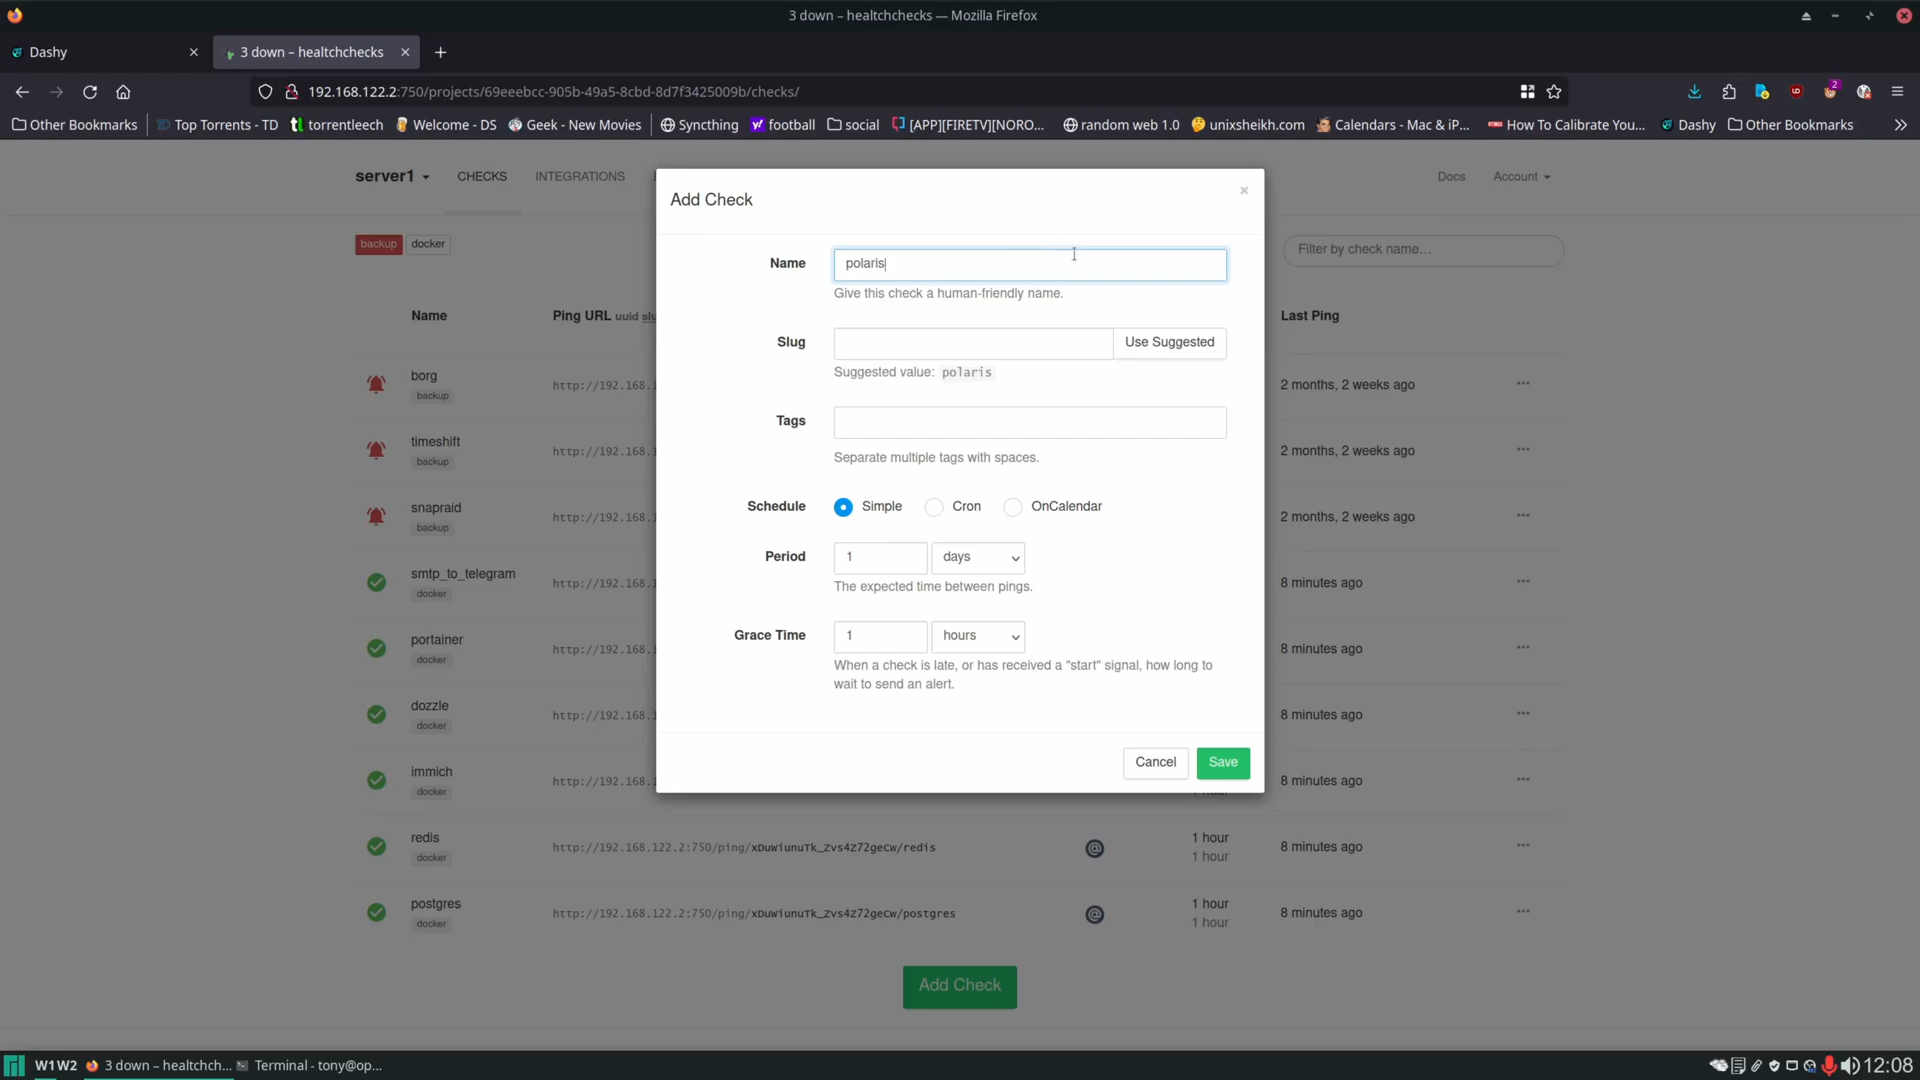 3 down – healtchchecks — Mozilla Firefox
Dashy
3 down – healtchchecks
192.168.122.2:750/projects/69eeebcc-905b-49a5-8cbd-8d7f3425009b/checks/
2
Other Bookmarks
Top Torrents - TD
torrentleech
Welcome - DS
Geek - New Movies
Syncthing
football
social
[APP][FIRETV][NORO...
random web 1.0
unixsheikh.com
Calendars - Mac & iP...
How To Calibrate You...
Dashy
Other Bookmarks
server1
CHECKS
INTEGRATIONS
Docs
Account
backup
docker
Filter by check name…
Name
Ping URL uuid
Last Ping
borg
backup
http://192.168.1
2 months, 2 weeks ago
timeshift
backup
http://192.168.1
2 months, 2 weeks ago
snapraid
backup
http://192.168.1
2 months, 2 weeks ago
smtp_to_telegram
docker
http://192.168.1
8 minutes ago
portainer
docker
http://192.168.1
8 minutes ago
dozzle
docker
http://192.168.1
8 minutes ago
immich
docker
http://192.168.1
8 minutes ago
redis
docker
http://192.168.122.2:750/ping/xDuWiunuTk_Zvs4Z72geCw/redis
1 hour
1 hour
8 minutes ago
postgres
docker
http://192.168.122.2:750/ping/xDuWiunuTk_Zvs4Z72geCw/postgres
1 hour
1 hour
8 minutes ago
Add Check
Add Check
×
Name
polaris
Give this check a human-friendly name.
Slug
Use Suggested
Suggested value: polaris
Tags
Separate multiple tags with spaces.
Schedule
Simple
Cron
OnCalendar
Period
1
days
The expected time between pings.
Grace Time
1
hours
When a check is late, or has received a "start" signal, how long to
wait to send an alert.
Cancel
Save
W1W2
3 down – healtchch...
Terminal - tony@op...
12:08